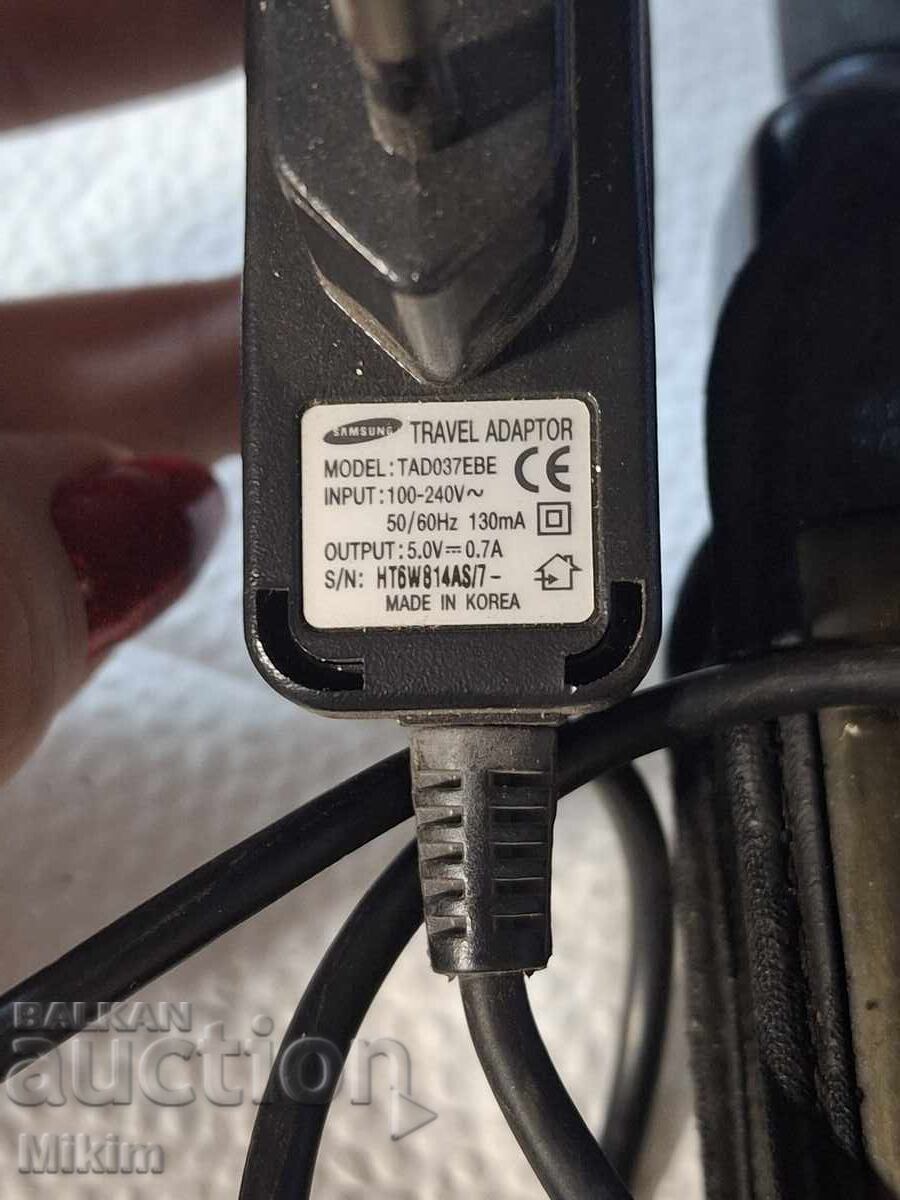 SAMSUNG TRAVEL ADAPTOR
MODEL:TAD037EBE CE
INPUT:100-240V~
50/60Hz 130mA
OUTPUT:5.0V⎓0.7A
S/N: HT6W814AS/7-
MADE IN KOREA
BALKAN
auction
Mikim